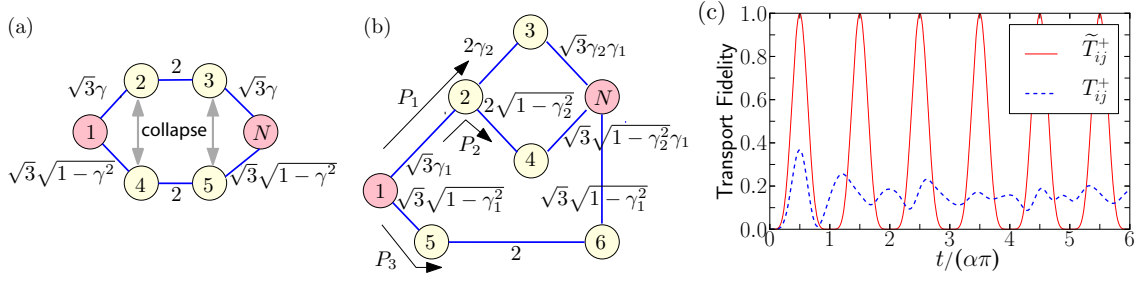 (a)
2
2
3
√3γ
√3γ
1
collapse
N
√3√1 − γ²
√3√1 − γ²
4
2
5
(b)
3
2γ₂
√3γ₂γ₁
P₁
2
2√1 − γ₂²
N
P₂
√3γ₁
4
√3√1 − γ₂²γ₁
1
√3√1 − γ₁²
√3√1 − γ₁²
5
2
6
P₃
(c)
Transport Fidelity
1.0
0.8
0.6
0.4
0.2
0.0
0 1 2 3 4 5 6
t/(απ)
T̃ᵢⱼ⁺
Tᵢⱼ⁺